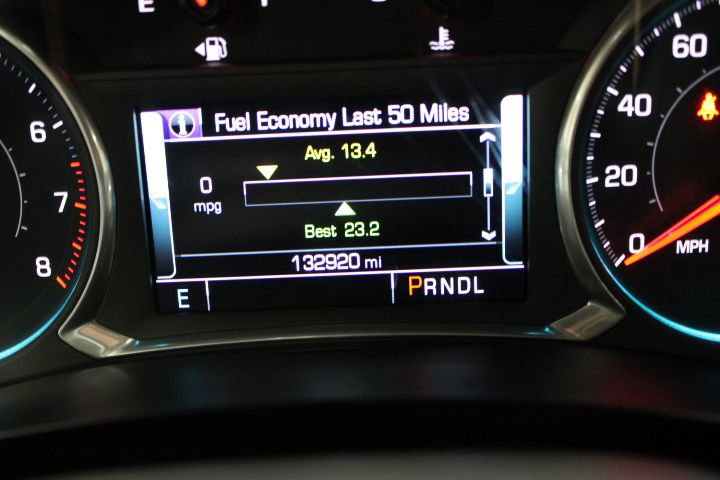 E
6
7
8
Fuel Economy Last 50 Miles
Avg. 13.4
0
mpg
Best 23.2
132920 mi
E
PRNDL
60
40
20
0
MPH